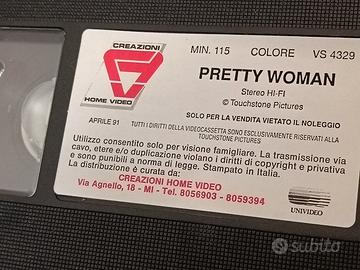 CREAZIONI
HOME VIDEO
MIN. 115 COLORE VS 4329
PRETTY WOMAN
Stereo HI-FI
© Touchstone Pictures
SOLO PER LA VENDITA VIETATO IL NOLEGGIO
APRILE 91 TUTTI I DIRITTI DELLA VIDEOCASSETTA SONO ESCLUSIVAMENTE RISERVATI ALLA
TOUCHSTONE PICTURES
Utilizzo consentito solo per visione famigliare. La trasmissione via
cavo, etere e/o duplicazione violano i diritti di copyright e privativa
e sono punibili a norma di legge. Stampato in Italia.
La distribuzione è curata da:
CREAZIONI HOME VIDEO
Via Agnello, 18 - MI - Tel. 8056903 - 8059394
UNIVIDEO
subito